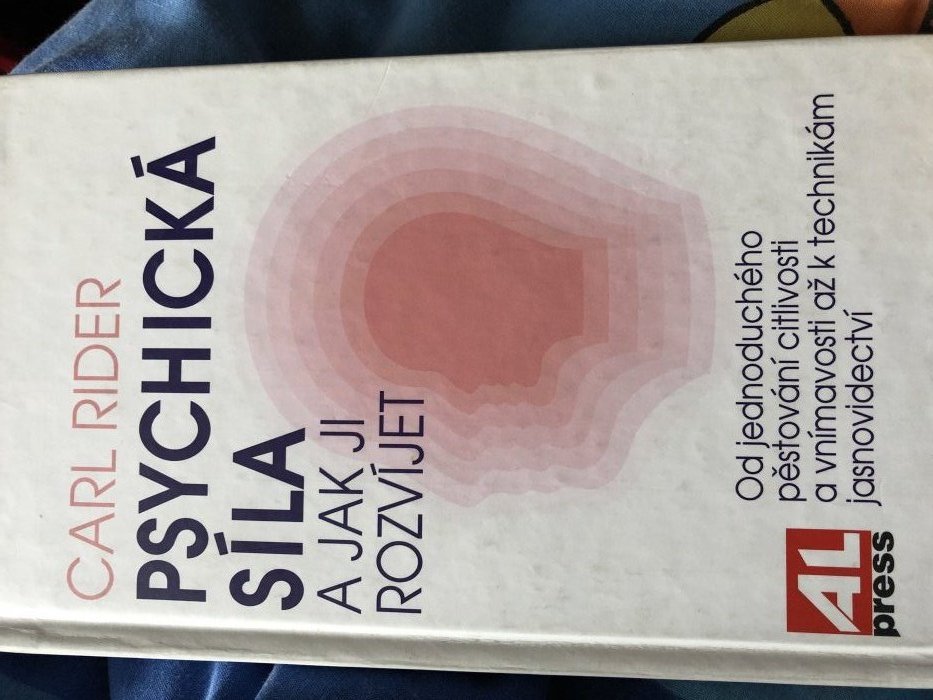 CARL RIDER
PSYCHICKÁ
SÍLA
A JAK JI
ROZVÍJET
Od jednoduchého
pěstování citlivosti
a vnímavosti až k technikám
jasnovidectví
AL
press